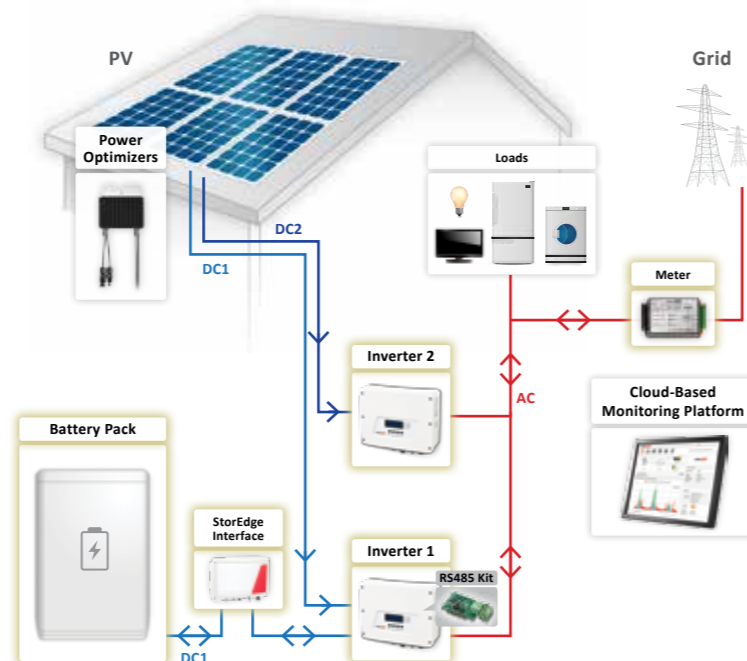 PV
Grid
Power
Optimizers
Loads
DC2
DC1
Meter
Inverter 2
AC
Cloud-Based
Monitoring Platform
Battery Pack
StorEdge
Interface
Inverter 1
RS485 Kit
DC1